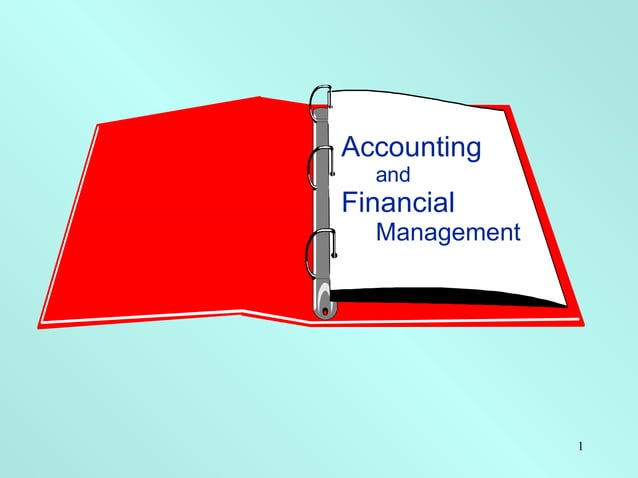 Accounting
and
Financial
Management
1